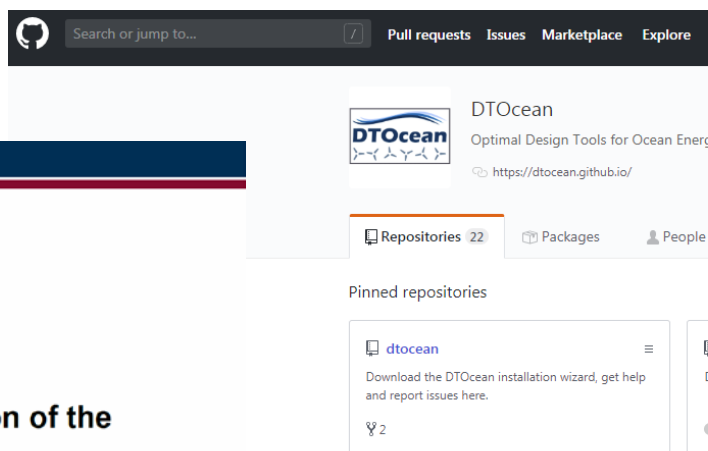 Search or jump to...
/
Pull requests Issues Marketplace Explore
DTOcean
DTOcean
Optimal Design Tools for Ocean
https://dtocean.github.io/
Repositories 22
Packages
People
Pinned repositories
dtocean
Download the DTOcean installation wizard, get help
and report issues here.
2
of the